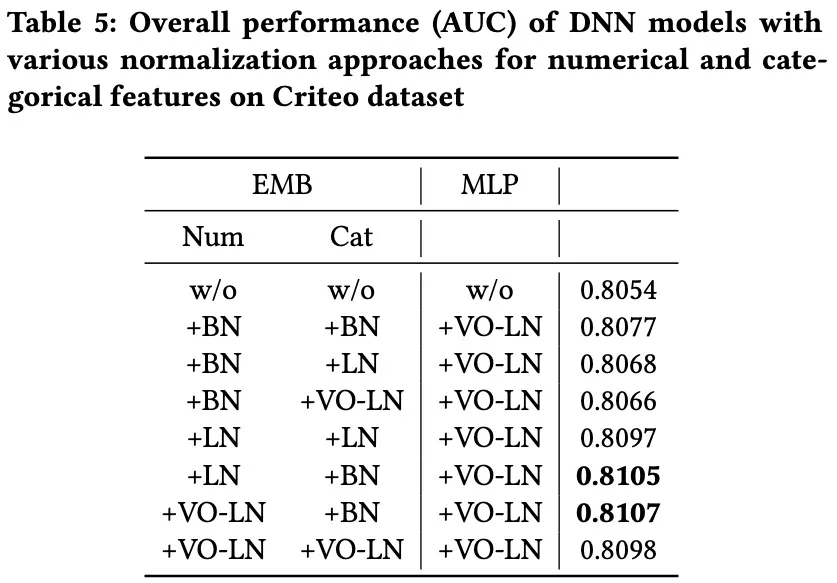 Table 5: Overall performance (AUC) of DNN models with
various normalization approaches for numerical and cate-
gorical features on Criteo dataset
EMB MLP
Num Cat
w/o w/o w/o 0.8054
+BN +BN +VO-LN 0.8077
+BN +LN +VO-LN 0.8068
+BN +VO-LN +VO-LN 0.8066
+LN +LN +VO-LN 0.8097
+LN +BN +VO-LN 0.8105
+VO-LN +BN +VO-LN 0.8107
+VO-LN +VO-LN +VO-LN 0.8098